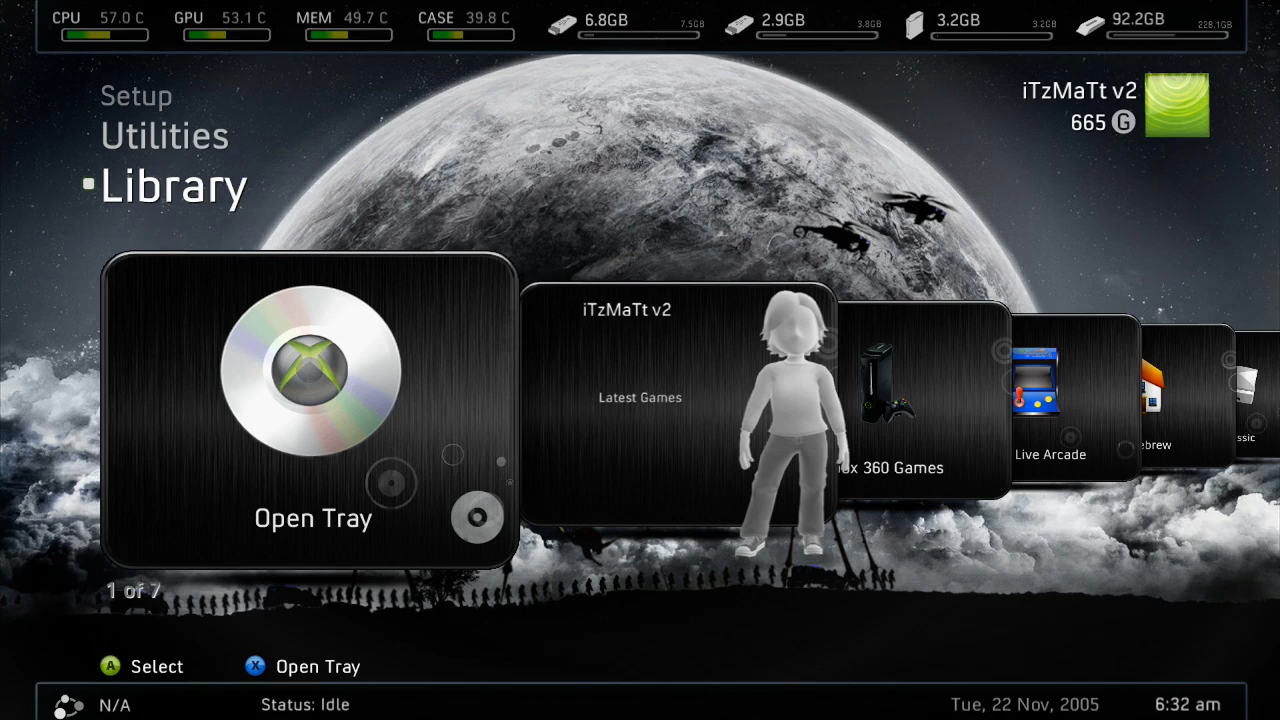 CPU 57.0 C GPU 53.1 C MEM 49.7 C CASE 39.8 C 6.8GB 7.5GB 2.9GB 3.8GB 3.2GB 3.2GB 92.2GB 228.1GB
Setup
Utilities
Library
iTzMaTt v2
665 G
Open Tray
iTzMaTt v2
Latest Games
ox 360 Games
Live Arcade
ebrew
ssic
1 of 7
A Select X Open Tray
N/A Status: Idle Tue, 22 Nov, 2005 6:32 am